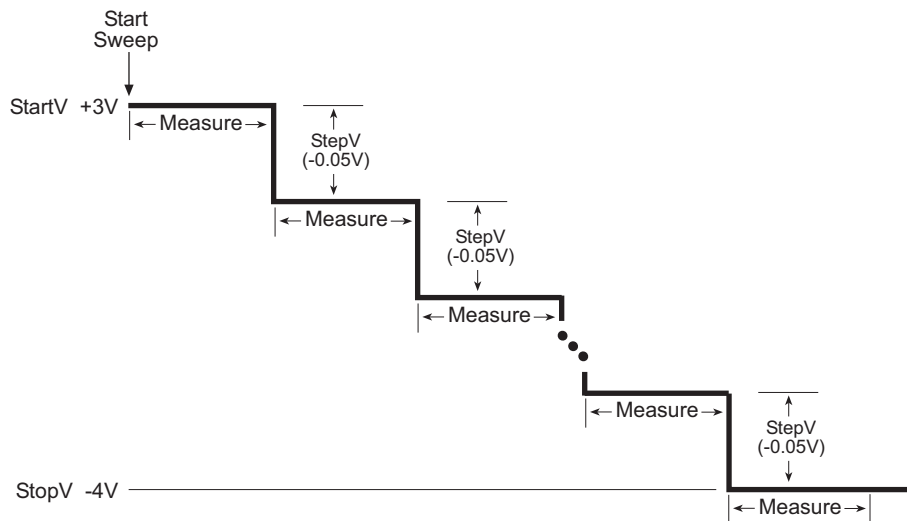 Start
Sweep
StartV +3V
Measure
StepV
(-0.05V)
Measure
StepV
(-0.05V)
Measure
Measure
StepV
(-0.05V)
StopV -4V
Measure